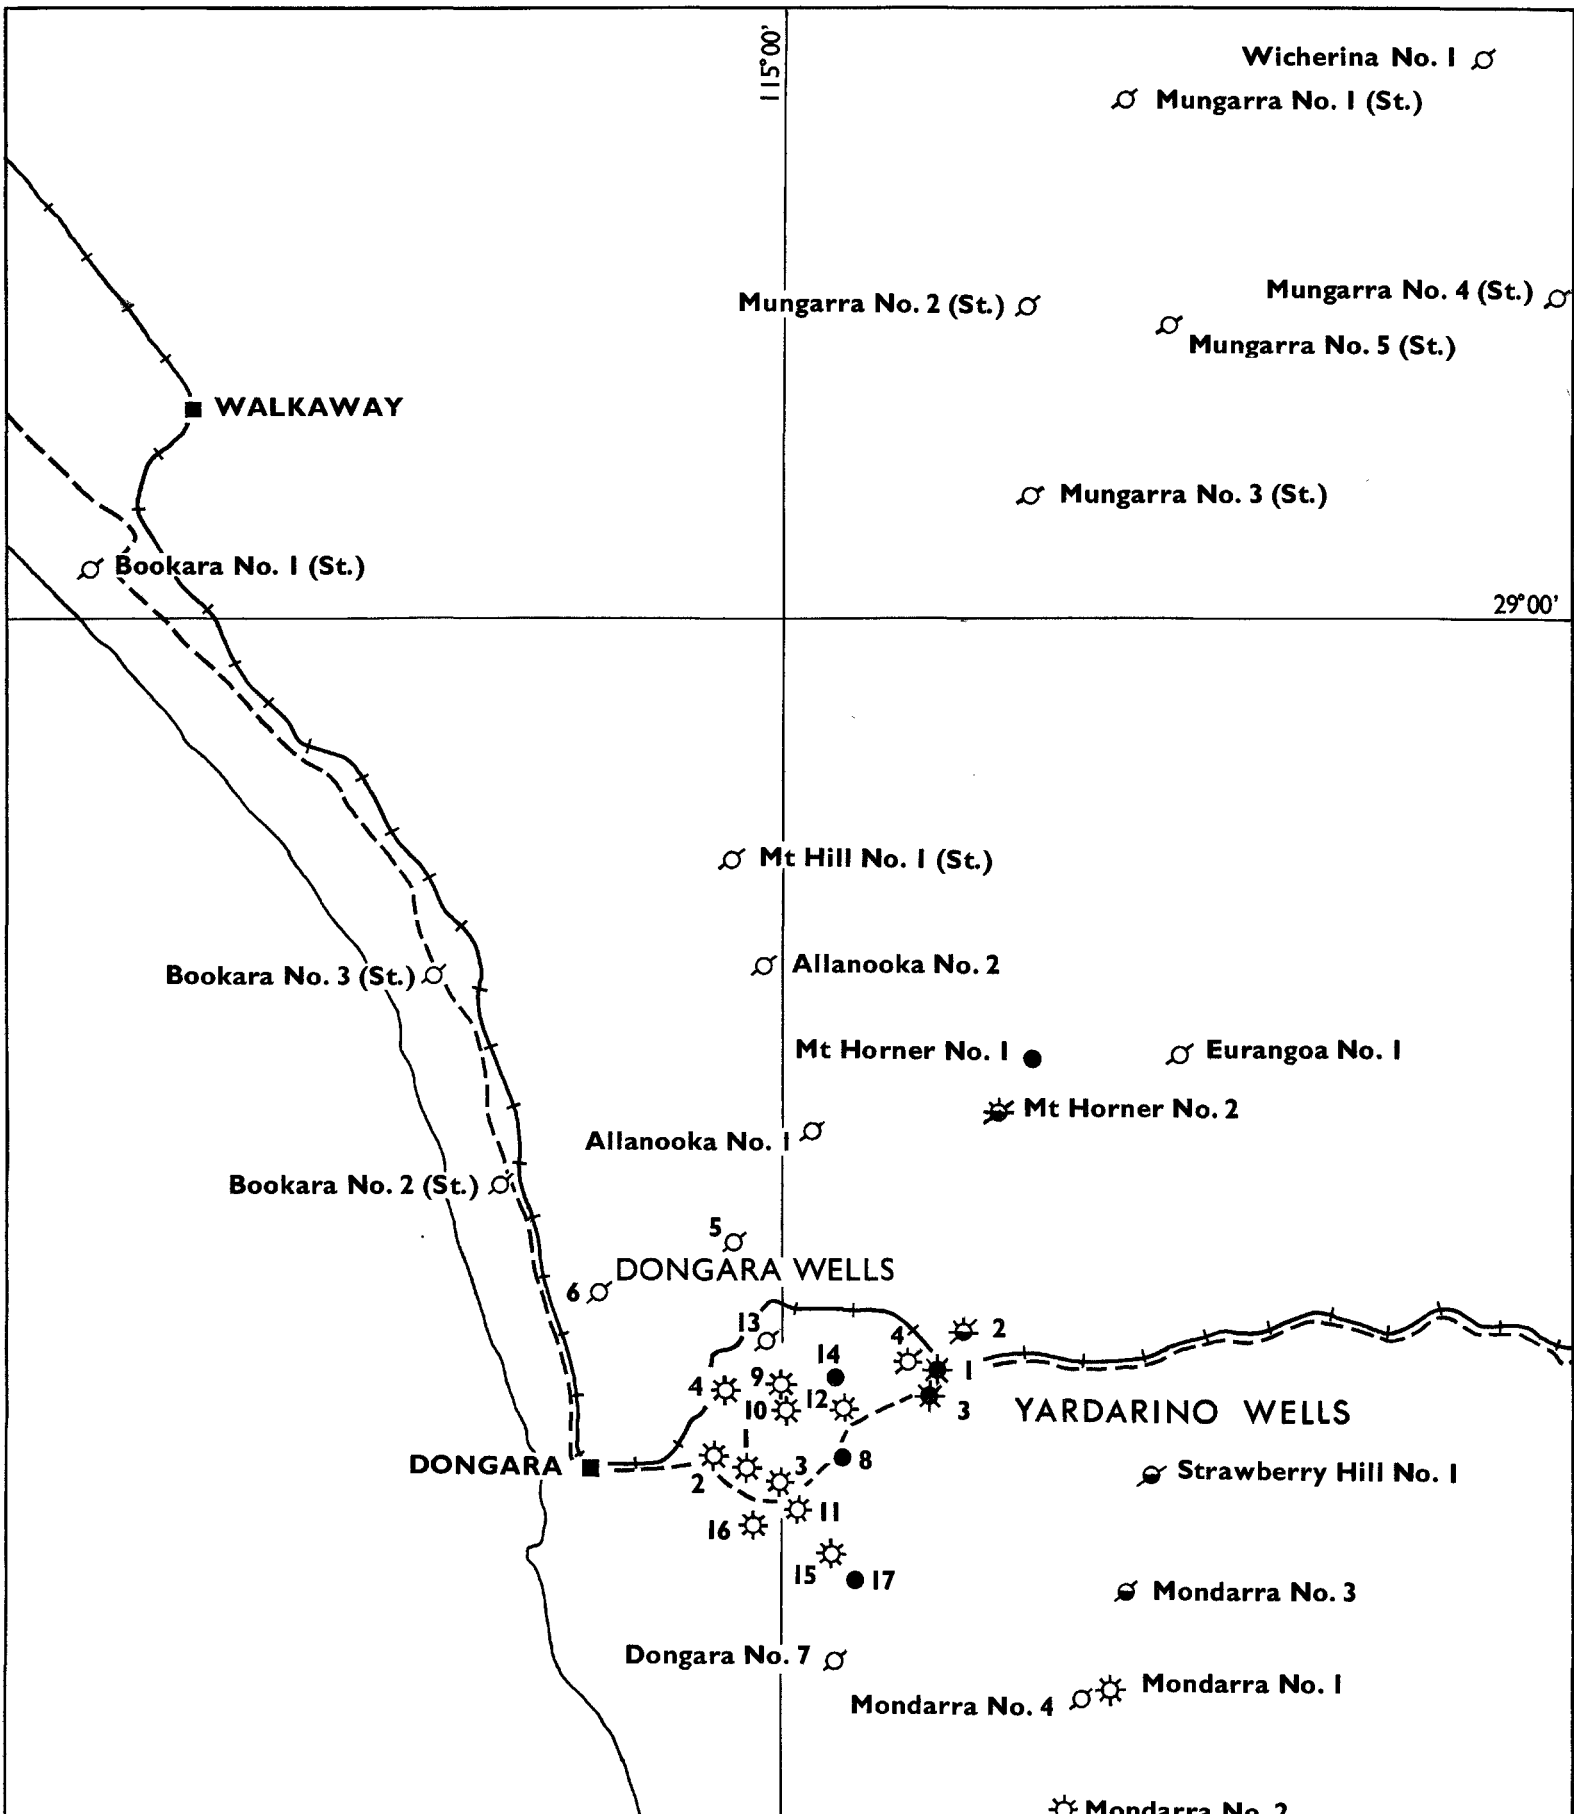 115°00'
Wicherina No. 1
Mungarra No. 1 (St.)
Mungarra No. 4 (St.)
Mungarra No. 2 (St.)
Mungarra No. 5 (St.)
WALKAWAY
Mungarra No. 3 (St.)
Bookara No. 1 (St.)
29°00'
Mt Hill No. 1 (St.)
Allanooka No. 2
Bookara No. 3 (St.)
Mt Horner No. 1
Eurangoa No. 1
Mt Horner No. 2
Allanooka No. 1
Bookara No. 2 (St.)
5
DONGARA WELLS
6
13
4
2
14
1
4
9
12
10
3
YARDARINO WELLS
DONGARA
8
3
2
1
Strawberry Hill No. 1
11
16
15
17
Mondarra No. 3
Dongara No. 7
Mondarra No. 1
Mondarra No. 4
Mondarra No. 2